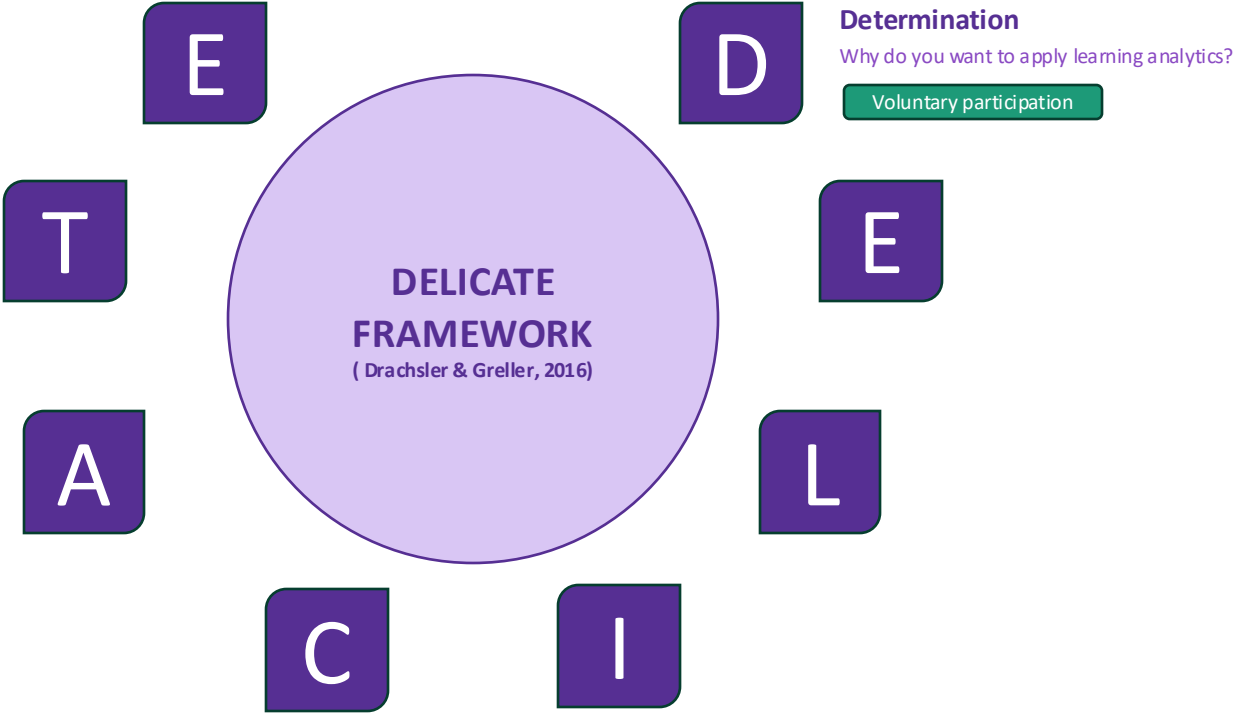 E
D
Determination
Why do you want to apply learning analytics?
Voluntary participation
T
E
DELICATE
FRAMEWORK
( Drachsler & Greller, 2016)
A
L
C
I